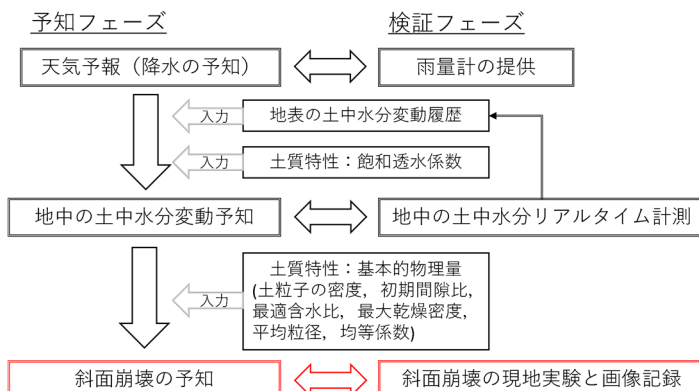 予知フェーズ
検証フェーズ
天気予報（降水の予知）
雨量計の提供
入力
地表の土中水分変動履歴
入力
土質特性：飽和透水係数
地中の土中水分変動予知
地中の土中水分リアルタイム計測
土質特性：基本的物理量
(土粒子の密度，初期間隙比，
入力
最適含水比，最大乾燥密度，
平均粒径，均等係数)
斜面崩壊の予知
斜面崩壊の現地実験と画像記録